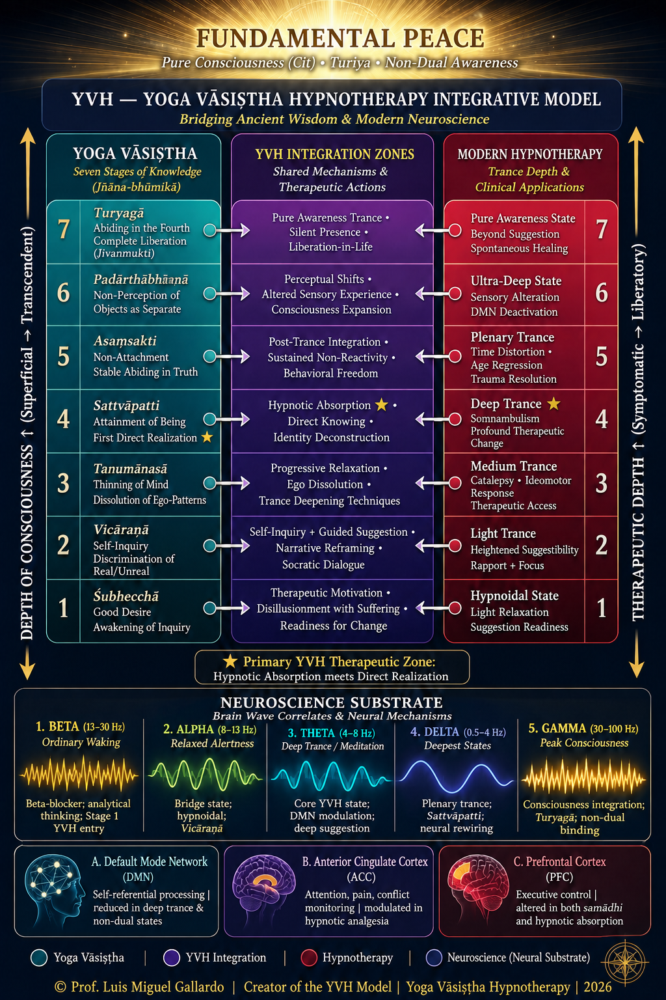 FUNDAMENTAL PEACE
Pure Consciousness (Cit) • Turiya • Non-Dual Awareness
YVH — YOGA VĀSIṢTHA HYPNOTHERAPY INTEGRATIVE MODEL
Bridging Ancient Wisdom & Modern Neuroscience
DEPTH OF CONSCIOUSNESS ↑ (Superficial → Transcendent)
YOGA VĀSIṢTHA
Seven Stages of Knowledge
(Jñāna-bhūmikā)
7
Turyagā
Abiding in the Fourth
Complete Liberation
(Jivanmukti)
6
Non-Perception of
Objects as Separate
5
Asaṃsakti
Non-Attachment
Stable Abiding in Truth
4
Sattvāpatti
Attainment of Being
First Direct Realization ★
3
Tanumānasā
Thinning of Mind
Dissolution of Ego-Patterns
2
Vicāraṇā
Self-Inquiry
Discrimination of
Real/Unreal
1
Śubhecchā
Good Desire
Awakening of Inquiry
YVH INTEGRATION ZONES
Shared Mechanisms &
Therapeutic Actions
Pure Awareness Trance •
Silent Presence •
Liberation-in-Life
Perceptual Shifts •
Altered Sensory Experience •
Consciousness Expansion
Post-Trance Integration •
Sustained Non-Reactivity •
Behavioral Freedom
Hypnotic Absorption ★ •
Direct Knowing •
Identity Deconstruction
Progressive Relaxation •
Ego Dissolution •
Trance Deepening Techniques
Self-Inquiry + Guided Suggestion •
Narrative Reframing •
Socratic Dialogue
Therapeutic Motivation •
Disillusionment with Suffering •
Readiness for Change
MODERN HYPNOTHERAPY
Trance Depth &
Clinical Applications
Pure Awareness State
Beyond Suggestion
Spontaneous Healing
7
Ultra-Deep State
Sensory Alteration
DMN Deactivation
6
Plenary Trance
Time Distortion •
Age Regression
Trauma Resolution
5
Deep Trance ★
Somnambulism
Profound Therapeutic
Change
4
Medium Trance
Catalepsy • Ideomotor
Response
Therapeutic Access
3
Light Trance
Heightened Suggestibility
Rapport + Focus
2
Hypnoidal State
Light Relaxation
Suggestion Readiness
1
THERAPEUTIC DEPTH ↑ (Symptomatic → Liberatory)
★ Primary YVH Therapeutic Zone:
Hypnotic Absorption meets Direct Realization
NEUROSCIENCE SUBSTRATE
Brain Wave Correlates & Neural Mechanisms
1. BETA (13–30 Hz)
Ordinary Waking
Beta-blocker; analytical
thinking; Stage 1
YVH entry
2. ALPHA (8–13 Hz)
Relaxed Alertness
Bridge state;
hypnoidal;
Vicāraṇā
3. THETA (4–8 Hz)
Deep Trance / Meditation
Core YVH state;
DMN modulation;
deep suggestion
4. DELTA (0.5–4 Hz)
Deepest States
Plenary trance;
Sattvāpatti;
neural rewiring
5. GAMMA (30–100 Hz)
Peak Consciousness
Consciousness integration;
Turyagā; non-dual
binding
A. Default Mode Network
(DMN)
Self-referential processing |
reduced in deep trance &
non-dual states
B. Anterior Cingulate Cortex
(ACC)
Attention, pain, conflict
monitoring | modulated in
hypnotic analgesia
C. Prefrontal Cortex
(PFC)
Executive control |
altered in both samādhi
and hypnotic absorption
Yoga Vāsiṣṭha | YVH Integration | Hypnotherapy | Neuroscience (Neural Substrate)
© Prof. Luis Miguel Gallardo | Creator of the YVH Model | Yoga Vāsiṣṭha Hypnotherapy | 2026